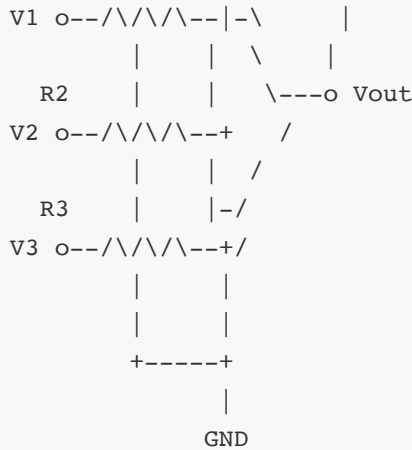 V1 o--/\/\/\--|-\       |
           |     |  \     |
   R2      |     |   \---o Vout
V2 o--/\/\/\--+    /
           |     |  /
   R3      |     |-/
V3 o--/\/\/\--+/
           |      |
           |      |
          +-----+
                  |
                GND